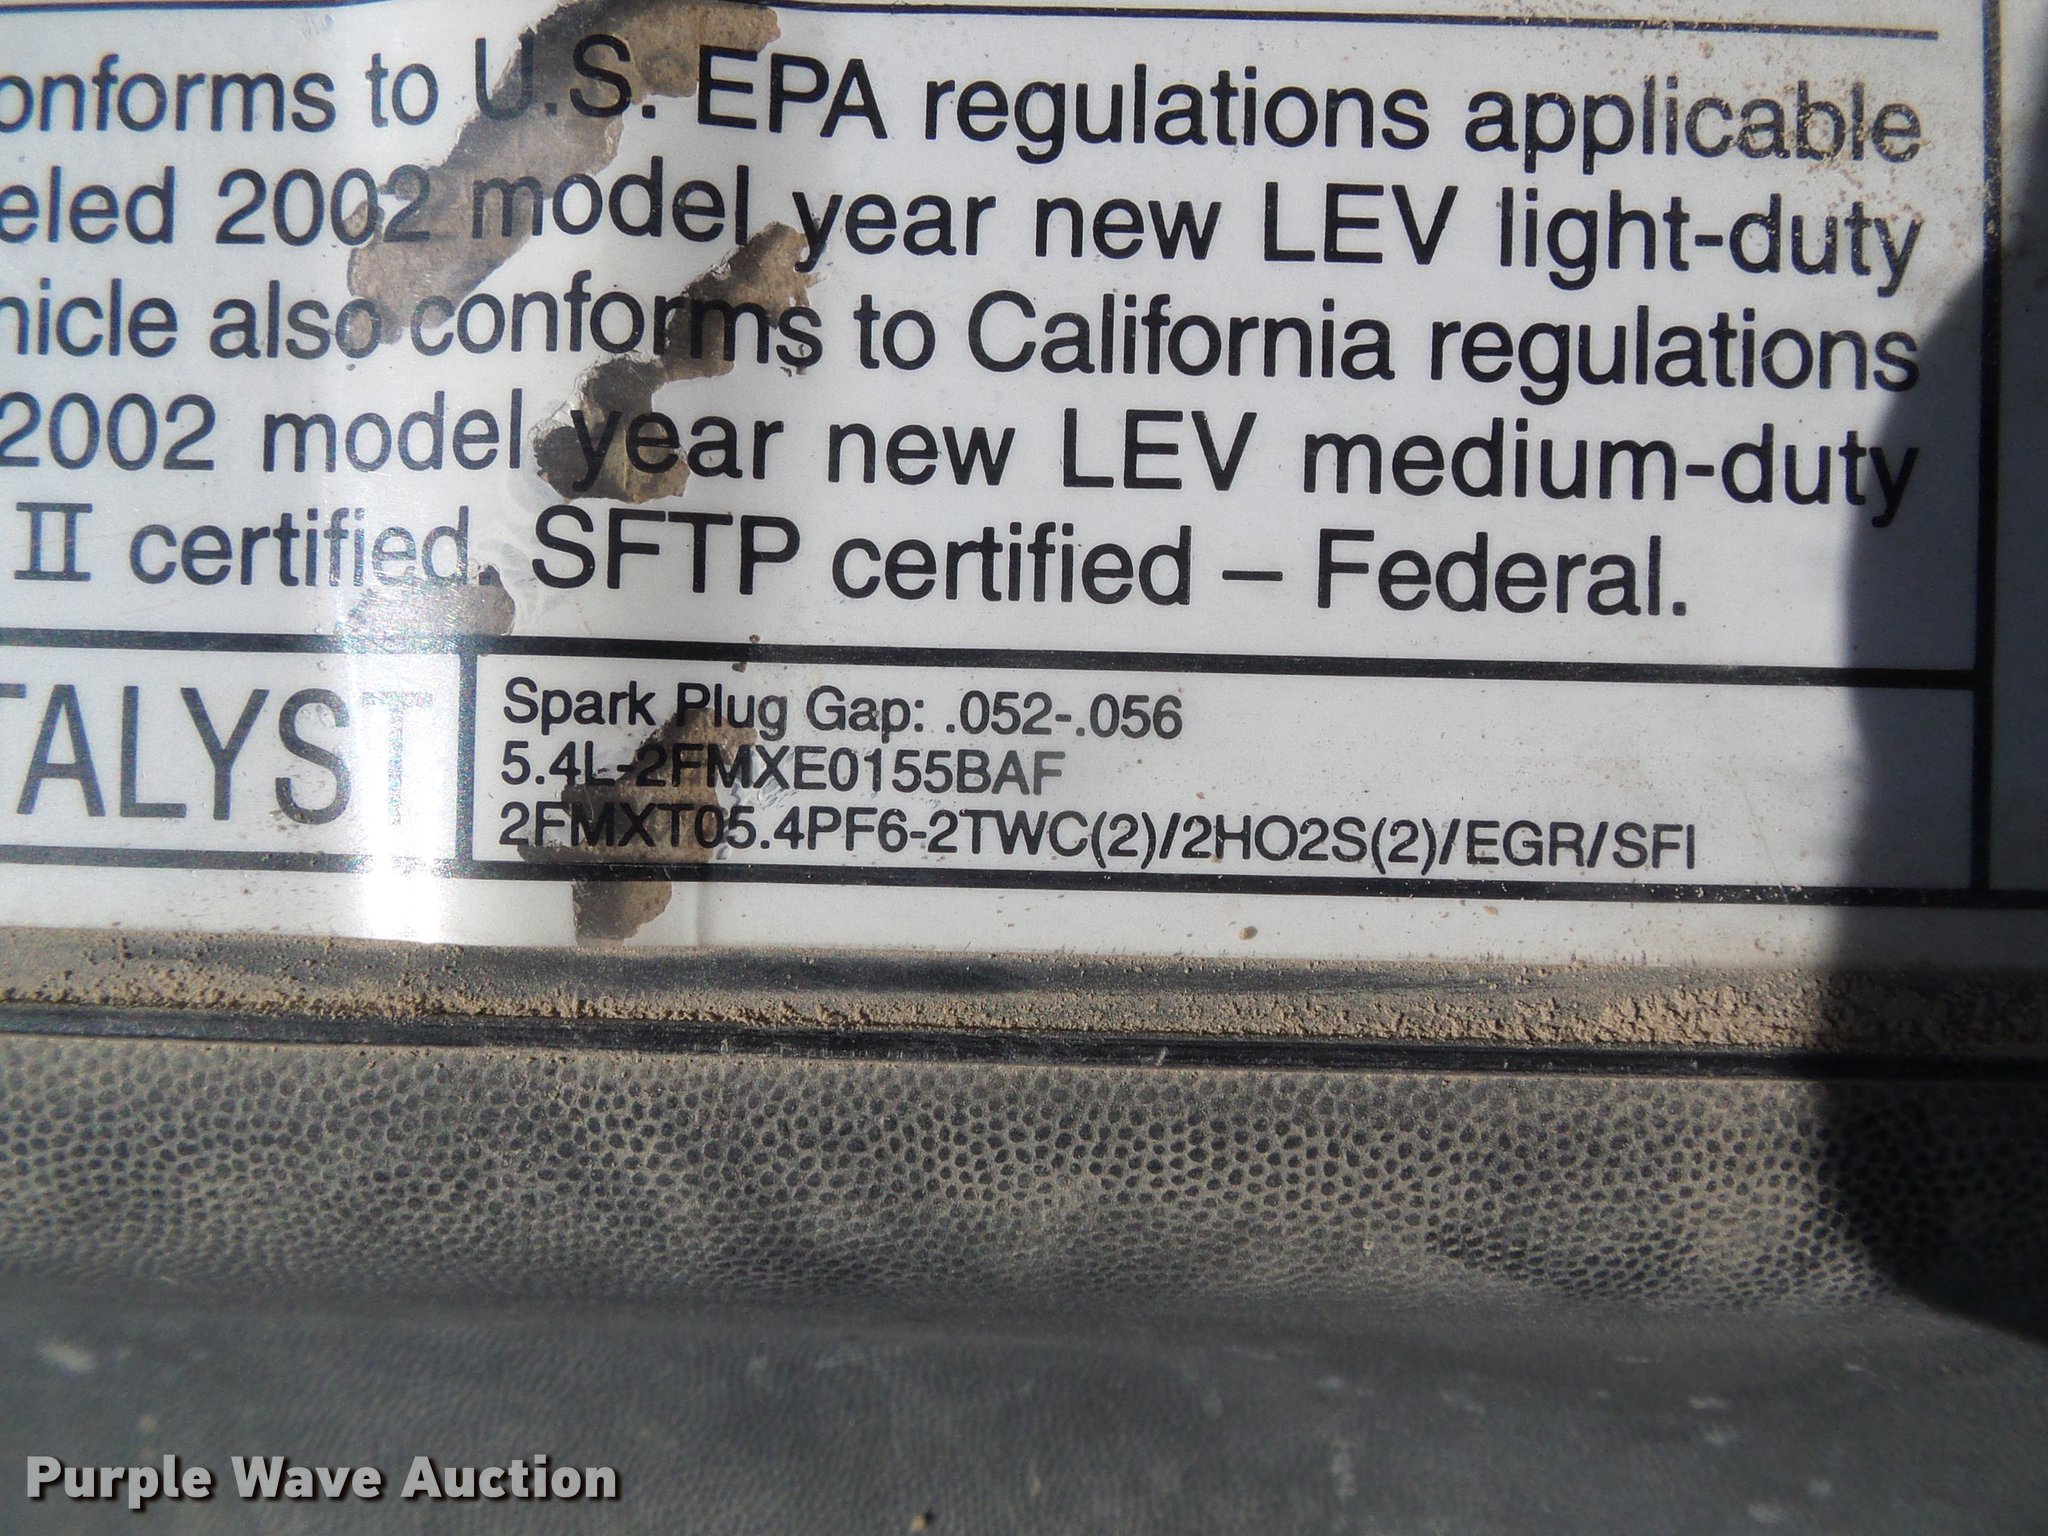 onforms to U.S. EPA regulations applicable
eled 2002 model year new LEV light-duty
hicle also conforms to California regulations
2002 model year new LEV medium-duty
II certified. SFTP certified – Federal.
TALYST
Spark Plug Gap: .052-.056
5.4L-2FMXE0155BAF
2FMXT05.4PF6-2TWC(2)/2HO2S(2)/EGR/SFI
Purple Wave Auction